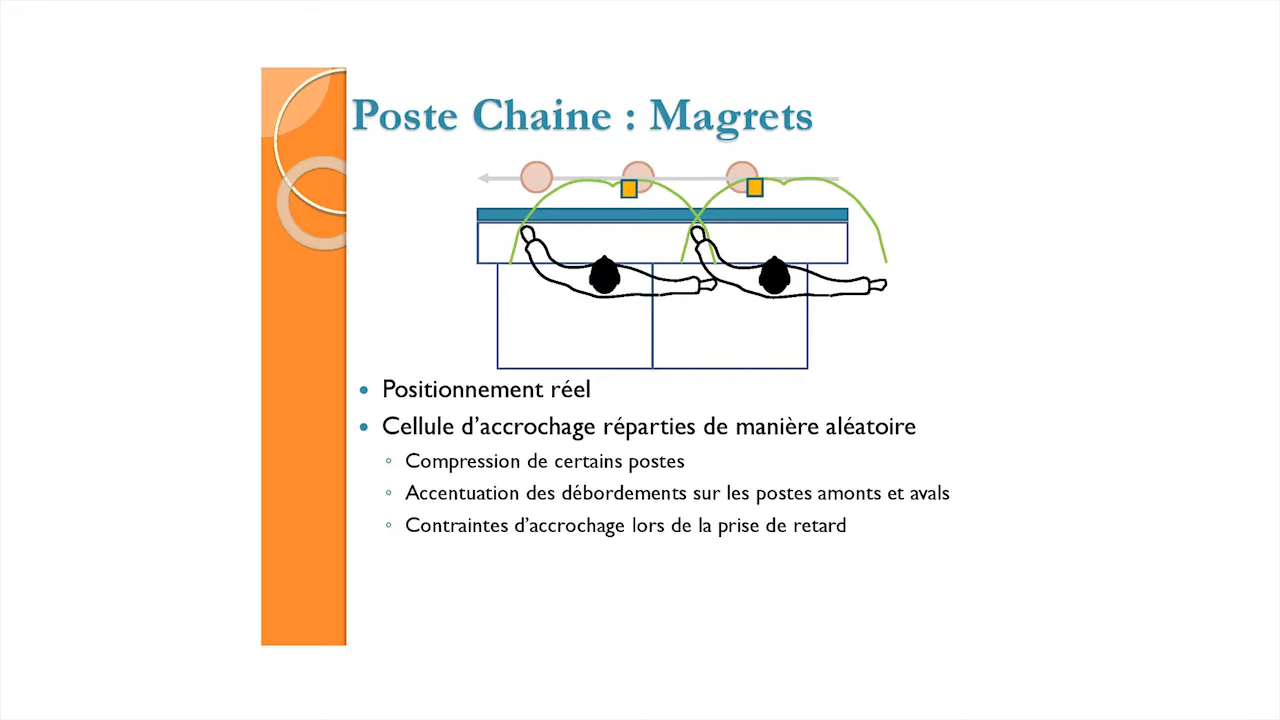 Poste Chaine : Magrets
Positionnement réel
Cellule d'accrochage réparties de manière aléatoire
Compression de certains postes
Accentuation des débordements sur les postes amonts et avals
Contraintes d'accrochage lors de la prise de retard